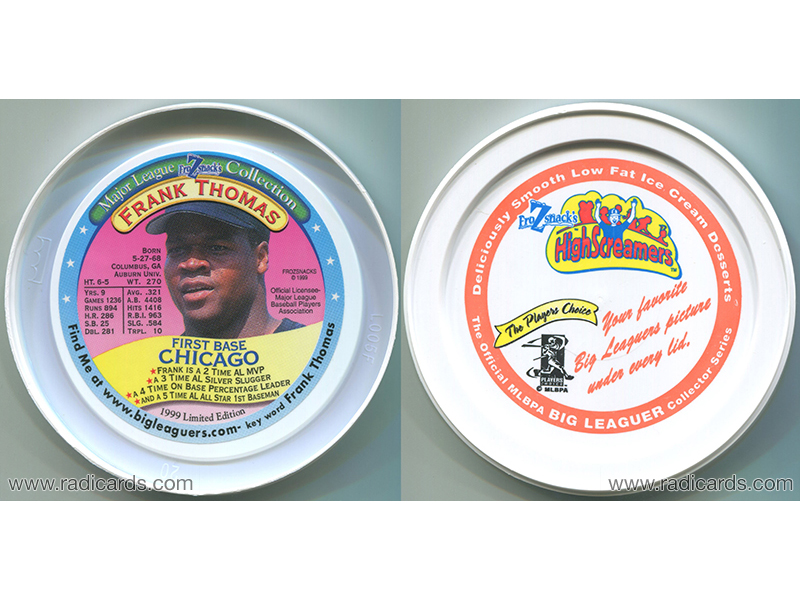 Major League FroZsnack's Collection
FRANK THOMAS
BORN
5-27-68
COLUMBUS, GA
AUBURN UNIV.
HT. 6-5 WT. 270
YRS. 9 AVG. .321
GAMES 1236 A.B. 4408
RUNS 894 HITS 1416
H.R. 286 R.B.I. 963
S.B. 25 SLG. .584
DBL. 281 TRPL. 10
FROZSNACKS
© 1999
Official Licensee-
Major League
Baseball Players
Association
FIRST BASE
CHICAGO
FRANK IS A 2 TIME AL MVP
A 3 TIME AL SILVER SLUGGER
A 4 TIME ON BASE PERCENTAGE LEADER
AND A 5 TIME AL ALL STAR 1ST BASEMAN
1999 Limited Edition
Find Me at www.bigleaguers.com- key word Frank Thomas
www.radicards.com
Deliciously Smooth Low Fat Ice Cream Desserts
FroZsnack's
HighScreamers™
The Players Choice
PLAYERS
© MLBPA
Your favorite
Big Leaguers picture
under every lid.
The Official MLBPA BIG LEAGUER Collector Series
www.radicards.com